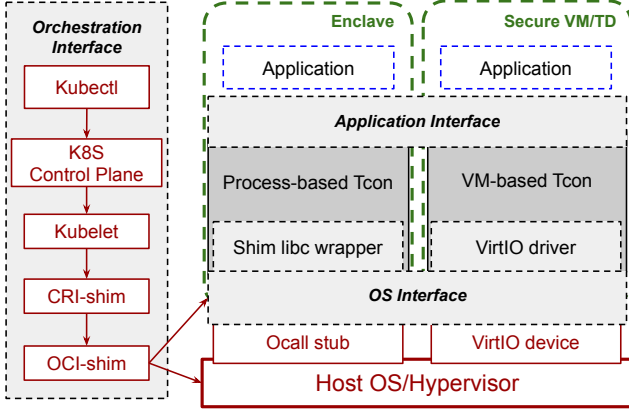 Orchestration
Interface
Kubectl
K8S
Control Plane
Kubelet
CRI-shim
OCI-shim
Enclave
Secure VM/TD
Application
Application
Application Interface
Process-based Tcon
VM-based Tcon
Shim libc wrapper
VirtIO driver
OS Interface
Ocall stub
VirtIO device
Host OS/Hypervisor